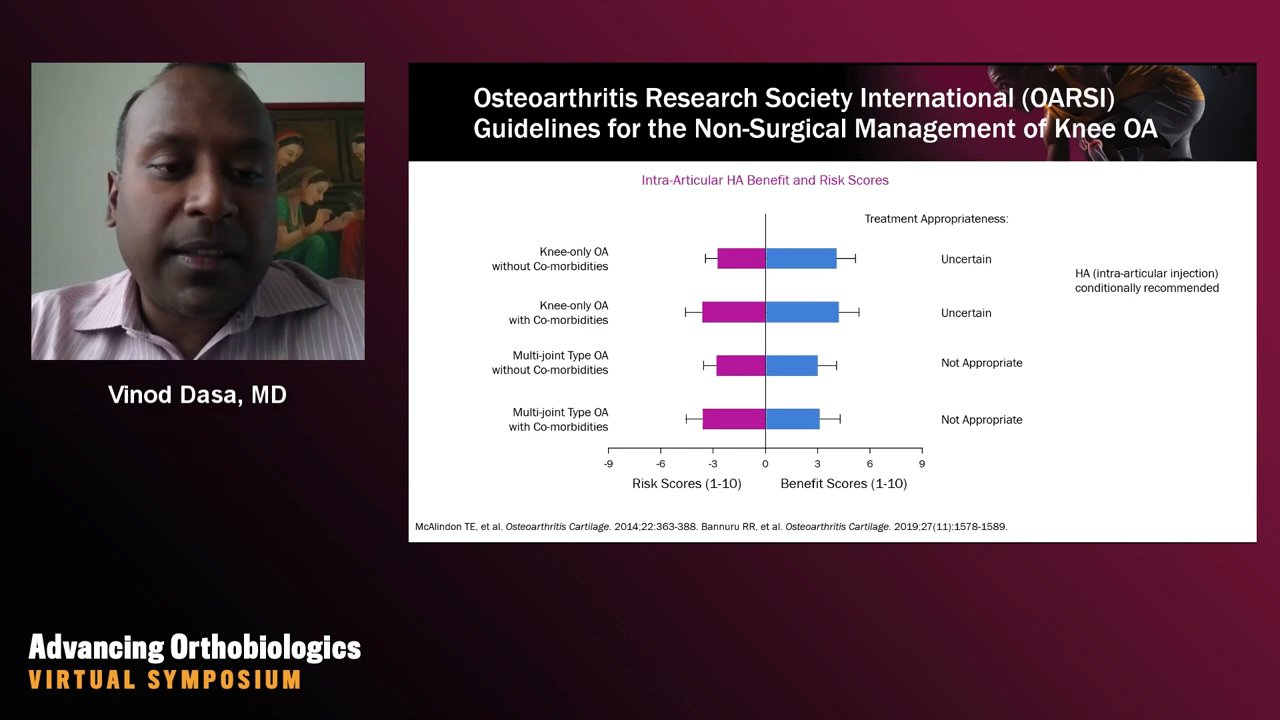 Osteoarthritis Research Society International (OARSI)
Guidelines for the Non-Surgical Management of Knee OA
Intra-Articular HA Benefit and Risk Scores
Treatment Appropriateness:
Knee-only OA
without Co-morbidities
Uncertain
HA (intra-articular injection)
conditionally recommended
Knee-only OA
with Co-morbidities
Uncertain
Multi-joint Type OA
without Co-morbidities
Not Appropriate
Multi-joint Type OA
with Co-morbidities
Not Appropriate
-9 -6 -3 0 3 6 9
Risk Scores (1-10) Benefit Scores (1-10)
McAlindon TE, et al. Osteoarthritis Cartilage. 2014;22:363-388. Bannuru RR, et al. Osteoarthritis Cartilage. 2019;27(11):1578-1589.
Vinod Dasa, MD
Advancing Orthobiologics
VIRTUAL SYMPOSIUM